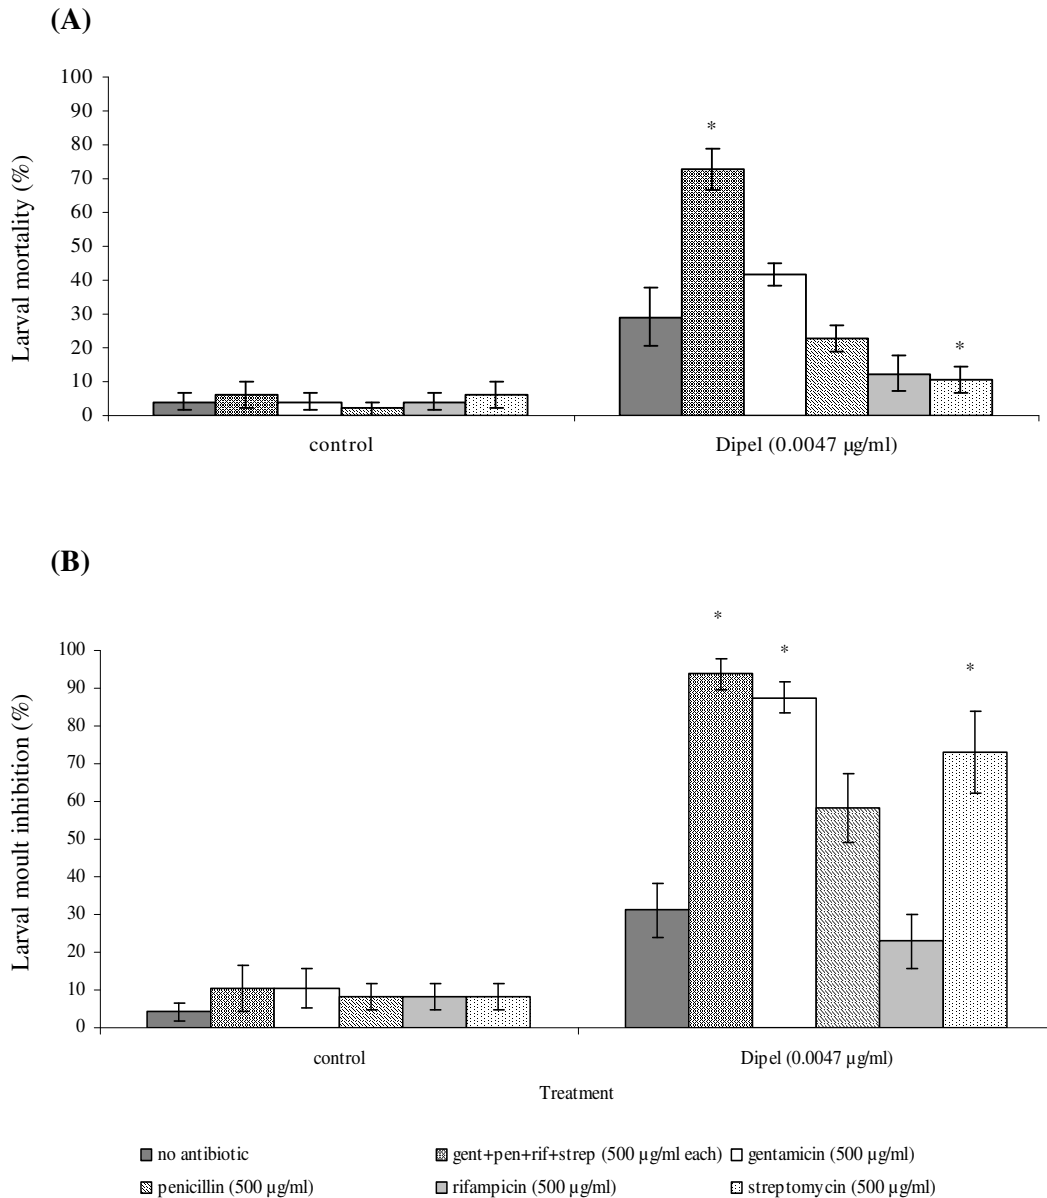 (A)
100
90
80
70
60
50
40
30
20
10
0
Larval mortality (%)
*
*
control
Dipel (0.0047 µg/ml)
(B)
100
90
80
70
60
50
40
30
20
10
0
Larval moult inhibition (%)
*
*
*
control
Dipel (0.0047 µg/ml)
Treatment
no antibiotic
gent+pen+rif+strep (500 µg/ml each)
gentamicin (500 µg/ml)
penicillin (500 µg/ml)
rifampicin (500 µg/ml)
streptomycin (500 µg/ml)